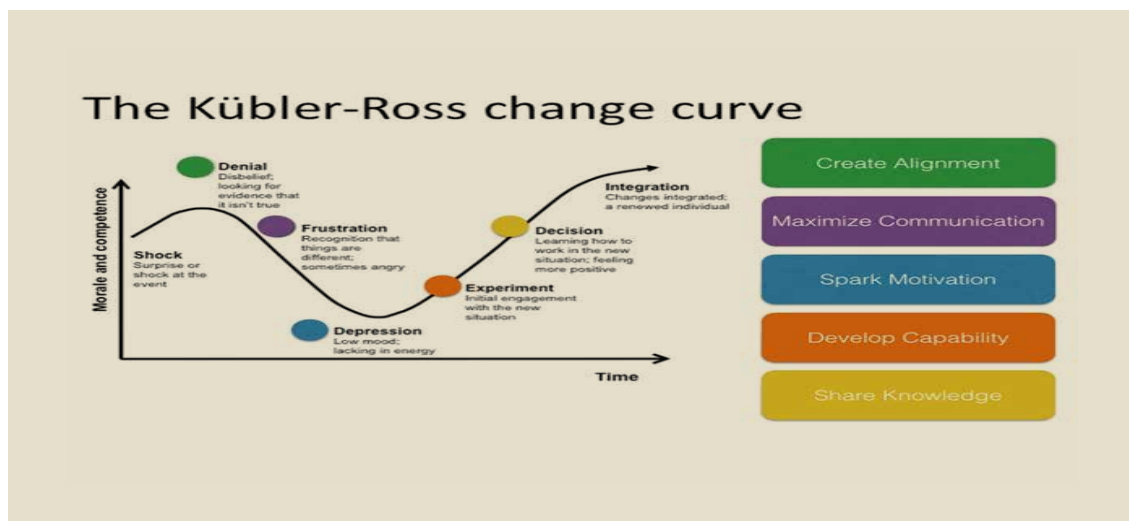 The Kübler-Ross change curve
Morale and competence
Shock
Surprise or
shock at the
event
Denial
Disbelief;
looking for
evidence that
it isn't true
Frustration
Recognition that
things are
different;
sometimes angry
Depression
Low mood;
lacking in energy
Experiment
Initial engagement
with the new
situation
Decision
Learning how to
work in the new
situation; feeling
more positive
Integration
Changes integrated;
a renewed individual
Time
Create Alignment
Maximize Communication
Spark Motivation
Develop Capability
Share Knowledge